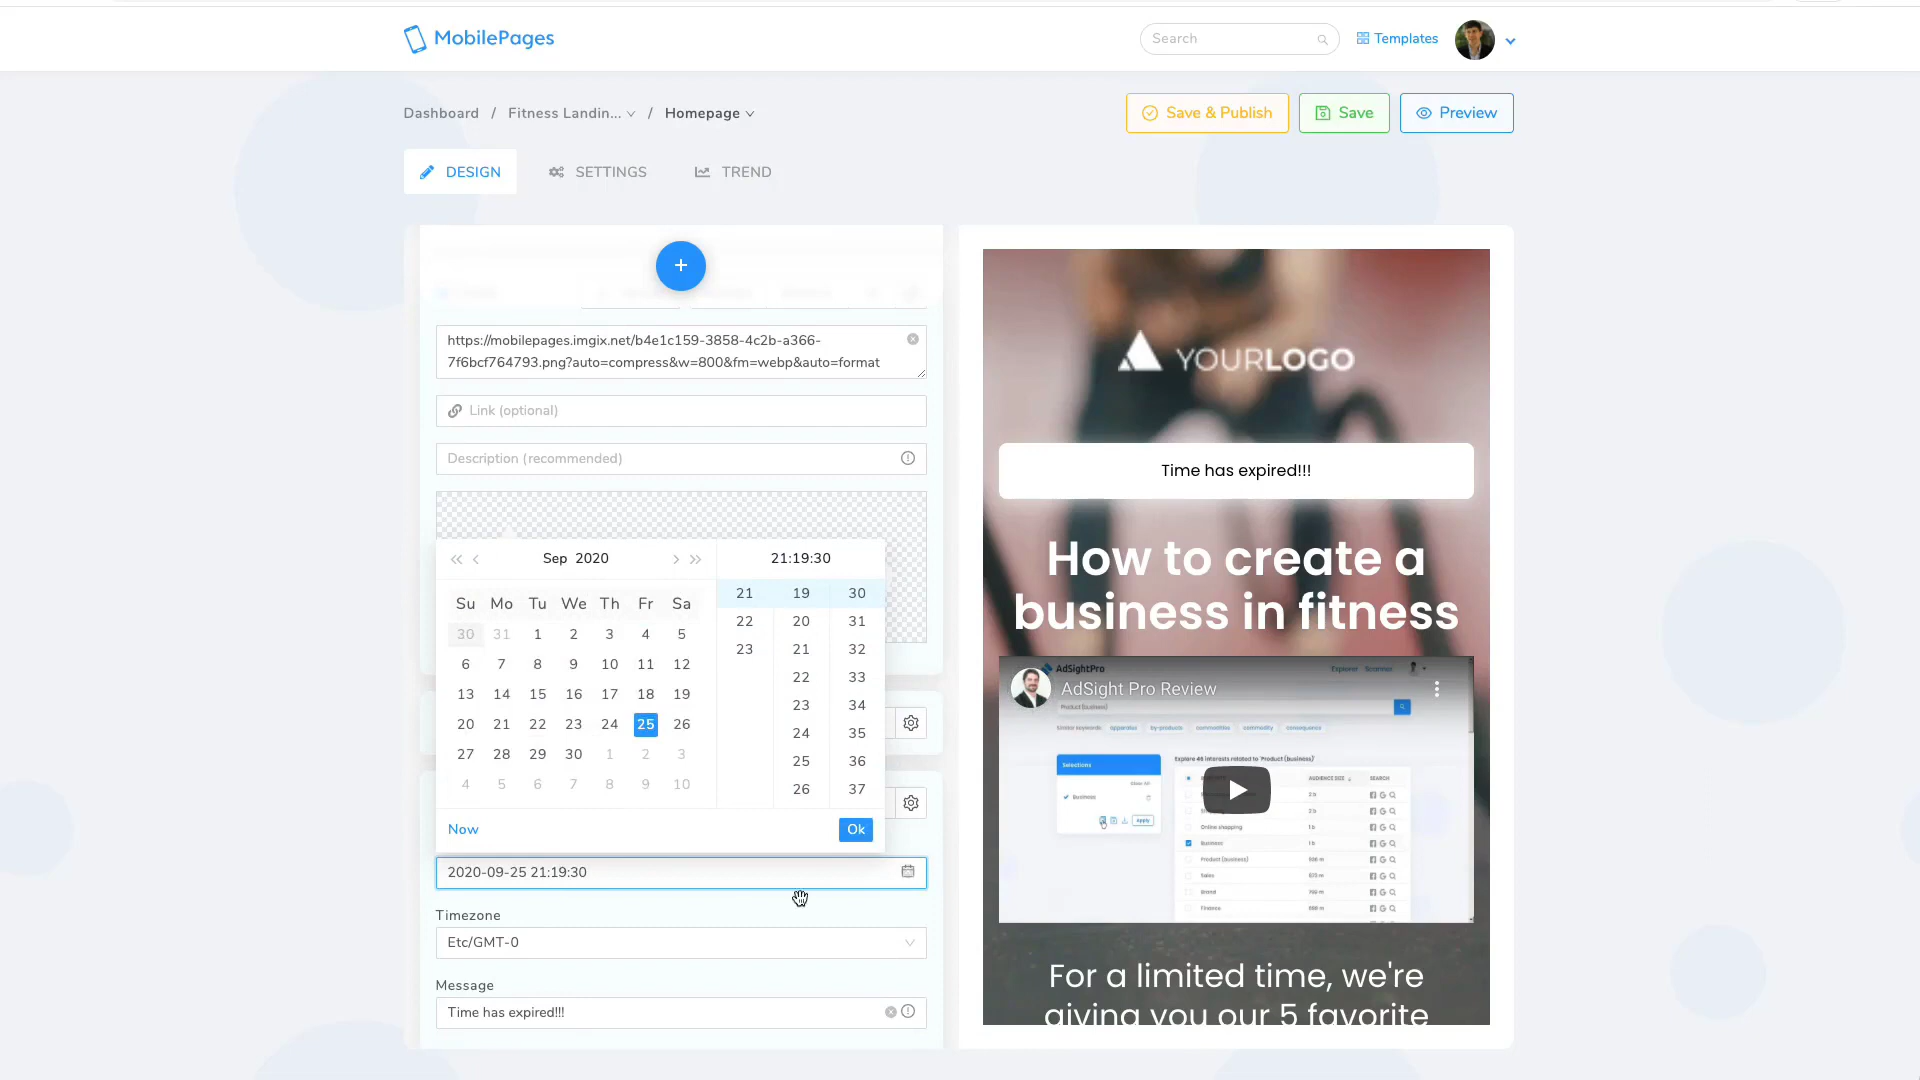 MobilePages
Search
Templates
Dashboard / Fitness Landin... / Homepage
Save & Publish
Save
Preview
DESIGN
SETTINGS
TREND
+
https://mobilepages.imgix.net/b4e1c159-3858-4c2b-a366-
7f6bcf764793.png?auto=compress&w=800&fm=webp&auto=format
Link (optional)
Description (recommended)
Sep 2020
21:19:30
Su Mo Tu We Th Fr Sa
30 31 1 2 3 4 5
6 7 8 9 10 11 12
13 14 15 16 17 18 19
20 21 22 23 24 25 26
27 28 29 30 1 2 3
4 5 6 7 8 9 10
21 19 30
22 20 31
23 21 32
22 33
23 34
24 35
25 36
26 37
Now
Ok
2020-09-25 21:19:30
Timezone
Etc/GMT-0
Message
Time has expired!!!
YOURLOGO
Time has expired!!!
How to create a
business in fitness
AdSightPro
Explorer Scanner
AdSight Pro Review
Product (business)
Similar keywords: apparatus by-products commodities commodity consequence
Selections
Explore 46 interests related to 'Product (Business)'
Clear All
AUDIENCE SIZE
SEARCH
Business
Apply
2 b
2 b
Online shopping
1 b
Business
1 b
Product (Business)
Sales
Brand
Finance
For a limited time, we're
giving you our 5 favorite